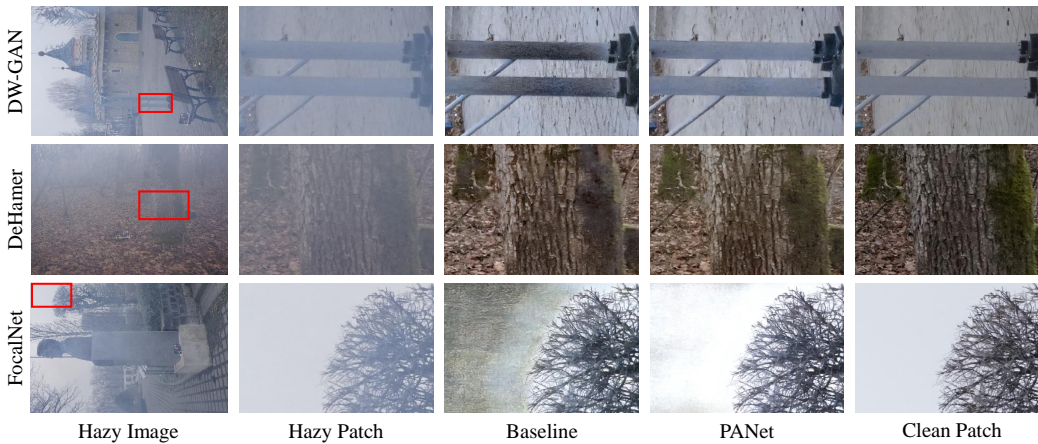 DW-GAN
DeHamer
FocalNet
Hazy Image Hazy Patch Baseline PANet Clean Patch